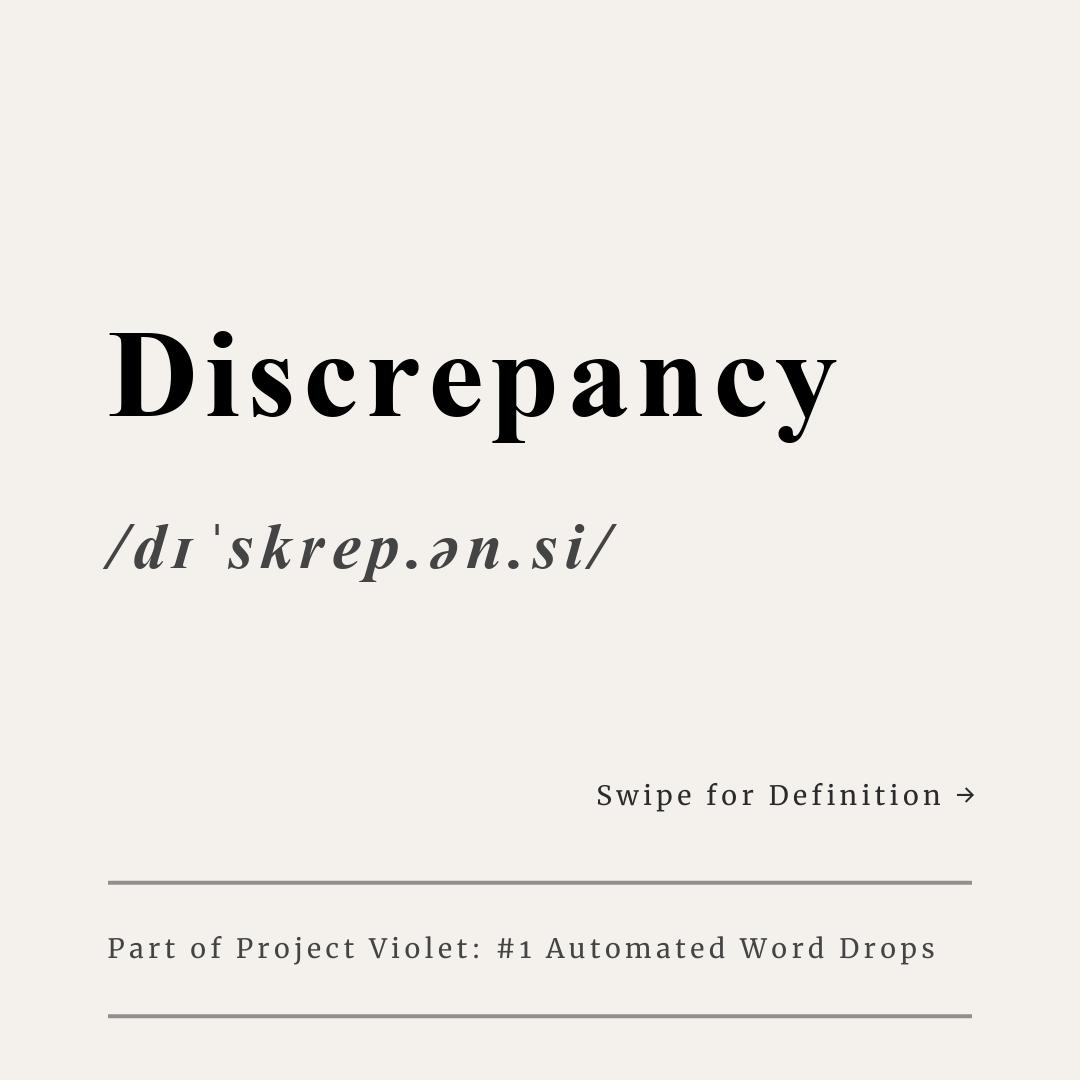 Discrepancy
/dɪˈskrep.ən.si/
Swipe for Definition →
Part of Project Violet: #1 Automated Word Drops